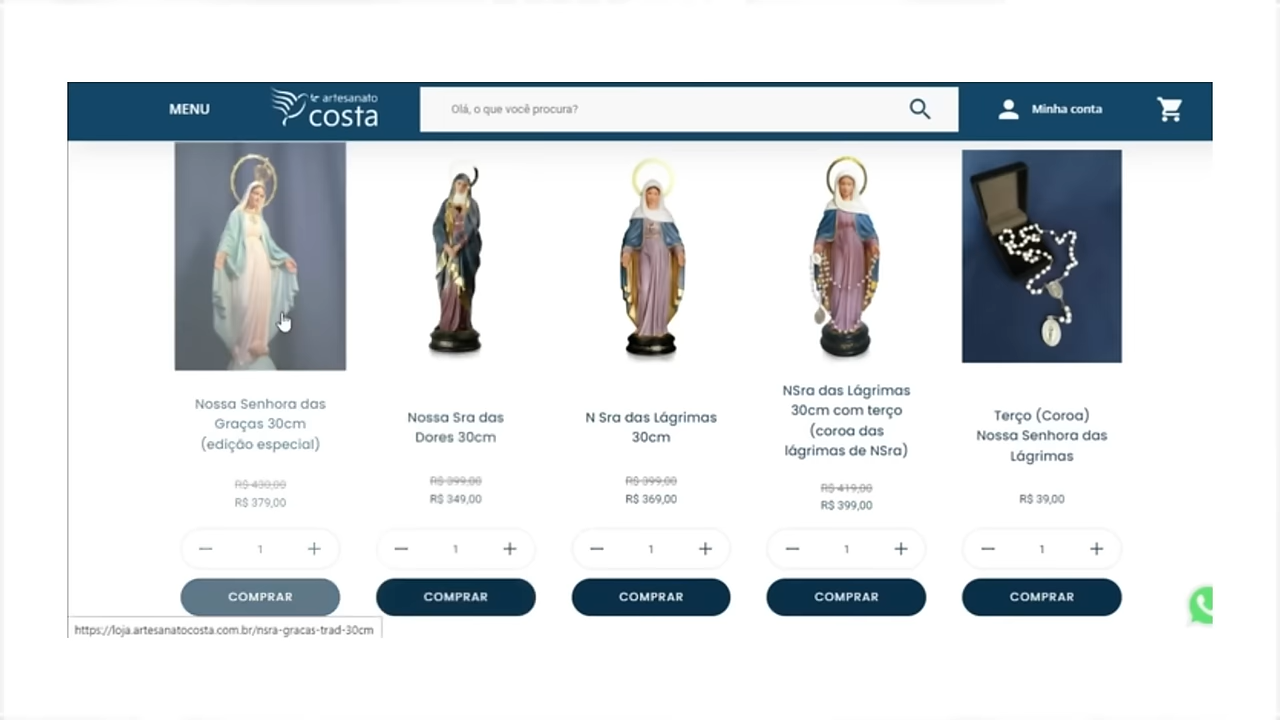 MENU
artesanato
costa
Olá, o que você procura?
Minha conta
Nossa Senhora das
Graças 30cm
(edição especial)
R$ 430,00
R$ 379,00
1
COMPRAR
Nossa Sra das
Dores 30cm
R$ 399,00
R$ 349,00
1
COMPRAR
N Sra das Lágrimas
30cm
R$ 399,00
R$ 369,00
1
COMPRAR
NSra das Lágrimas
30cm com terço
(coroa das
lágrimas de NSra)
R$ 419,00
R$ 399,00
1
COMPRAR
Terço (Coroa)
Nossa Senhora das
Lágrimas
R$ 39,00
1
COMPRAR
https://loja.artesanatocosta.com.br/nsra-gracas-trad-30cm